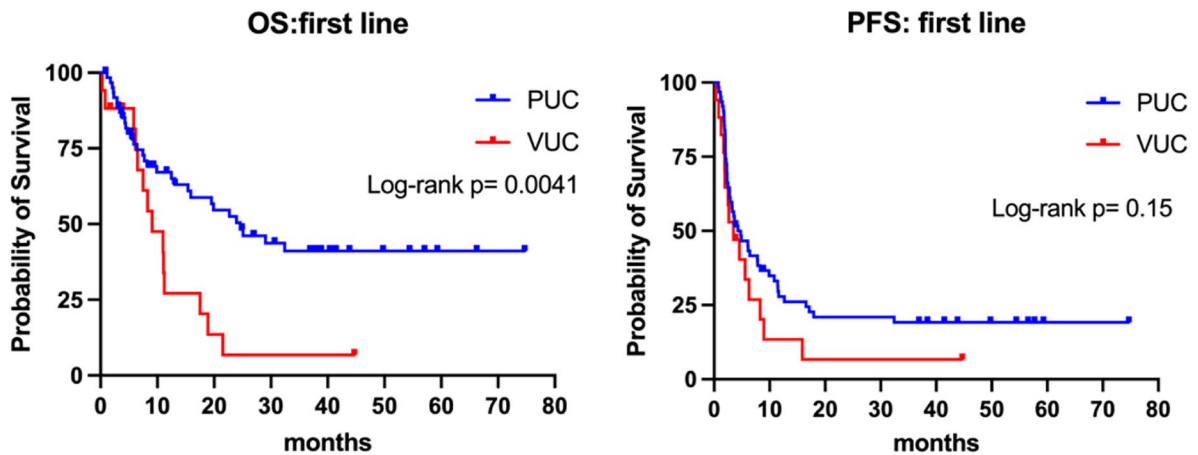 OS:first line
Probability of Survival
100
75
50
25
0
PUC
VUC
Log-rank p= 0.0041
0 10 20 30 40 50 60 70 80
months
PFS: first line
Probability of Survival
100
75
50
25
0
PUC
VUC
Log-rank p= 0.15
0 10 20 30 40 50 60 70 80
months